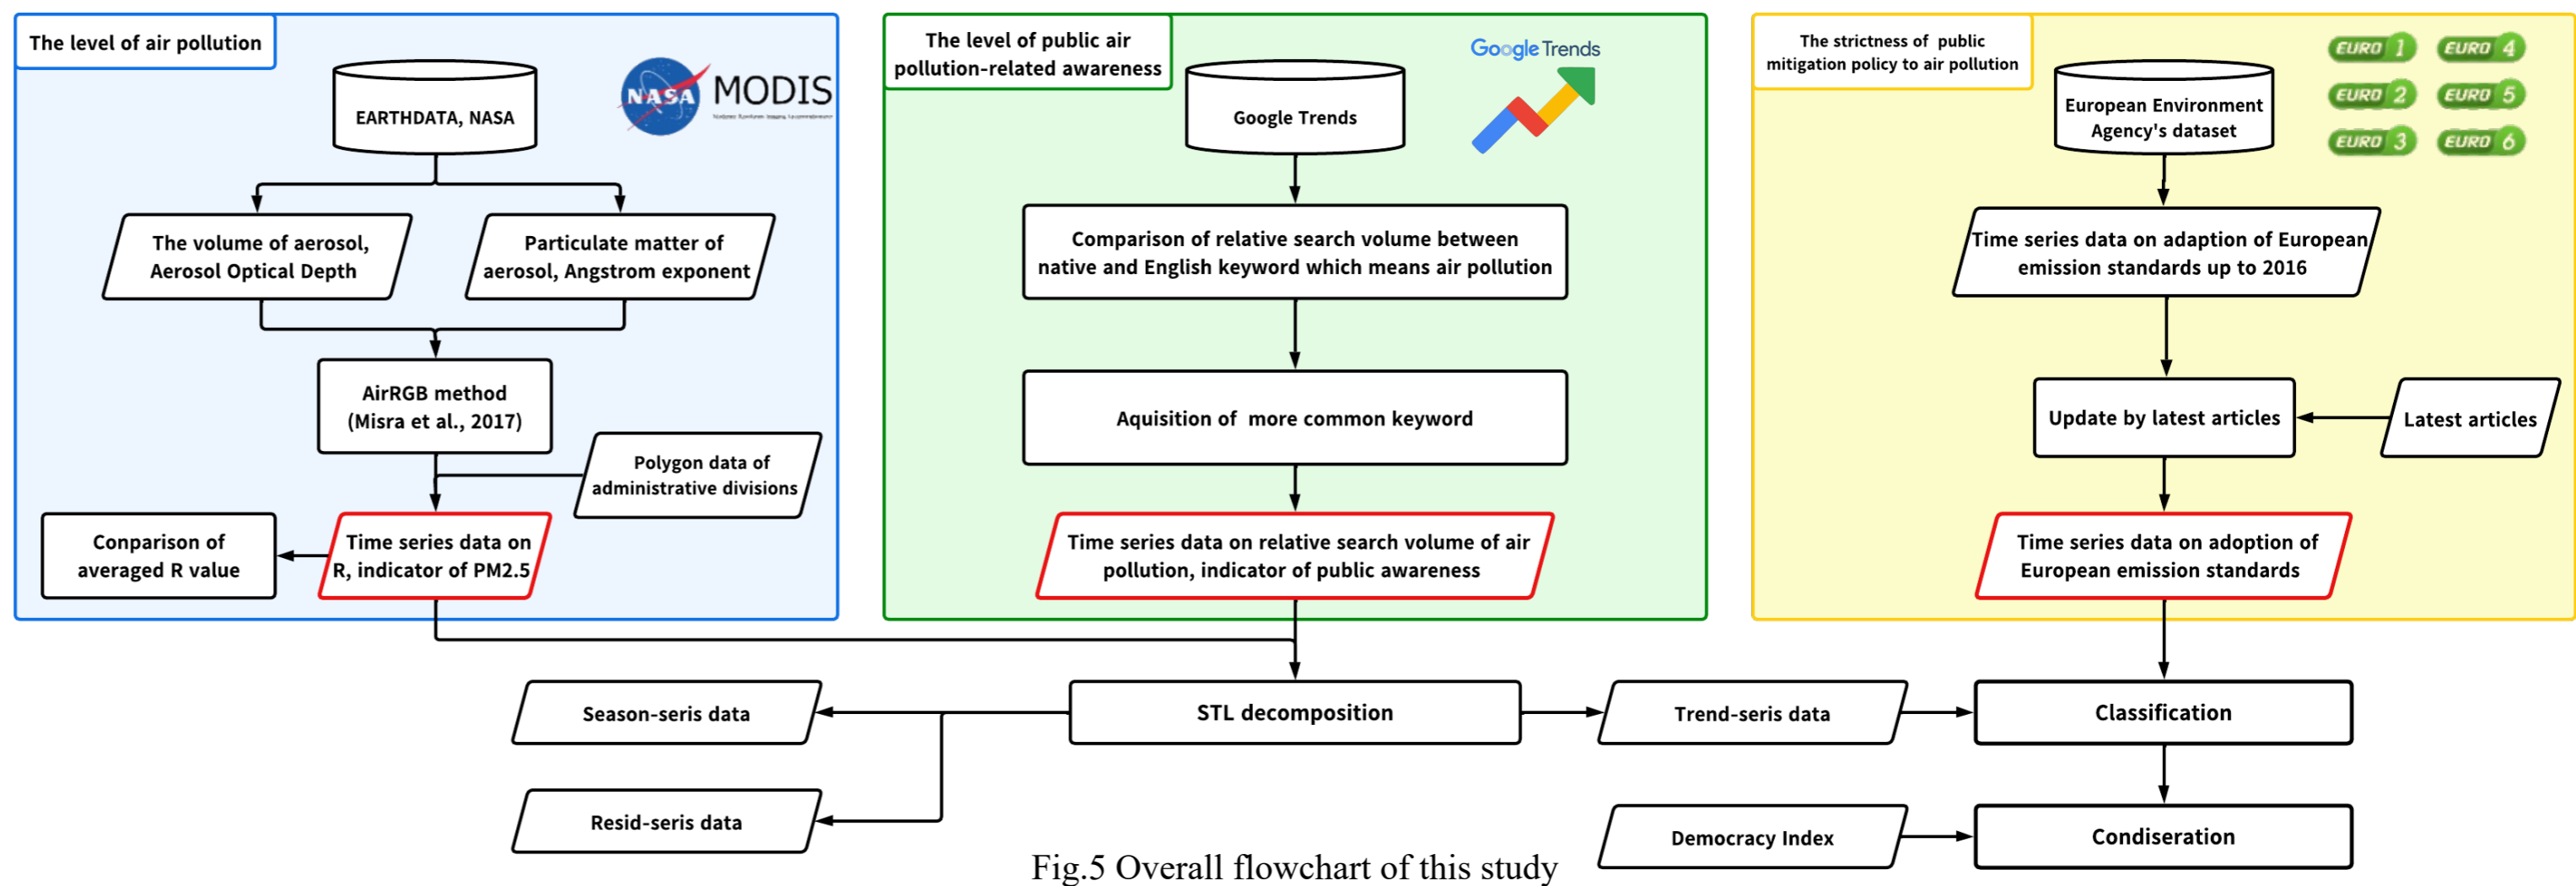 The level of air pollution
EARTHDATA, NASA
NASA
MODIS
The volume of aerosol,
Aerosol Optical Depth
Particulate matter of
aerosol, Angstrom exponent
AirRGB method
(Misra et al., 2017)
Polygon data of
administrative divisions
Conparison of
averaged R value
Time series data on
R, indicator of PM2.5
The level of public air
pollution-related awareness
Google Trends
Google Trends
Comparison of relative search volume between
native and English keyword which means air pollution
Aquisition of more common keyword
Time series data on relative search volume of air
pollution, indicator of public awareness
The strictness of public
mitigation policy to air pollution
European Environment
Agency's dataset
EURO 1
EURO 4
EURO 2
EURO 5
EURO 3
EURO 6
Time series data on adaption of European
emission standards up to 2016
Update by latest articles
Latest articles
Time series data on adoption of
European emission standards
Season-seris data
STL decomposition
Trend-seris data
Classification
Resid-seris data
Democracy Index
Condiseration
Fig.5 Overall flowchart of this study